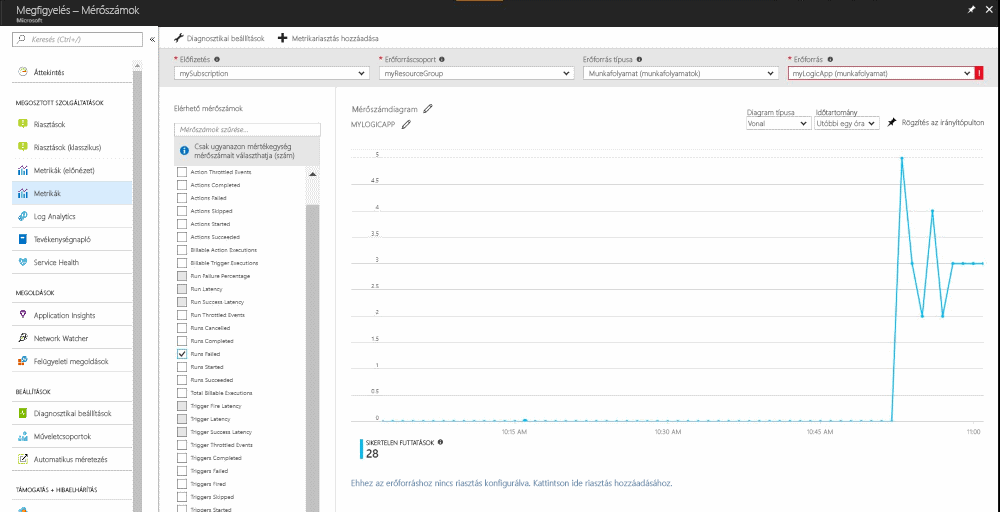 Megfigyelés – Mérőszámok
Microsoft
Keresés (Ctrl+/)
«
Áttekintés
MEGOSZTOTT SZOLGÁLTATÁSOK
Riasztások
Riasztások (klasszikus)
Metrikák (előnézet)
Metrikák
Log Analytics
Tevékenységnapló
Service Health
MEGOLDÁSOK
Application Insights
Network Watcher
Felügyeleti megoldások
BEÁLLÍTÁSOK
Diagnosztikai beállítások
Műveletcsoportok
Automatikus méretezés
TÁMOGATÁS + HIBAELHÁRÍTÁS
Diagnosztikai beállítások
Metrikariasztás hozzáadása
* Előfizetés
mySubscription
* Erőforráscsoport
myResourceGroup
Erőforrás típusa
Munkafolyamat (munkafolyamatok)
* Erőforrás
myLogicApp (munkafolyamat)
Elérhető mérőszámok
Mérőszámok szűrése...
Csak ugyanazon mértékegység
mérőszámait választhatja (szám)
Action Throttled Events
Actions Completed
Actions Failed
Actions Skipped
Actions Started
Actions Succeeded
Billable Action Executions
Billable Trigger Executions
Run Failure Percentage
Run Latency
Run Success Latency
Run Throttled Events
Runs Cancelled
Runs Completed
Runs Failed
Runs Started
Runs Succeeded
Total Billable Executions
Trigger Fire Latency
Trigger Latency
Trigger Success Latency
Trigger Throttled Events
Triggers Completed
Triggers Failed
Triggers Fired
Triggers Skipped
Triggers Started
Mérőszámdiagram
MYLOGICAPP
Diagram típusa
Vonal
Időtartomány
Utóbbi egy óra
Rögzítés az irányítópulton
5
4.5
4
3.5
3
2.5
2
1.5
1
0.5
0
10:15 AM
10:30 AM
10:45 AM
11:00
SIKERTELEN FUTTATÁSOK
28
Ehhez az erőforráshoz nincs riasztás konfigurálva. Kattintson ide riasztás hozzáadásához.